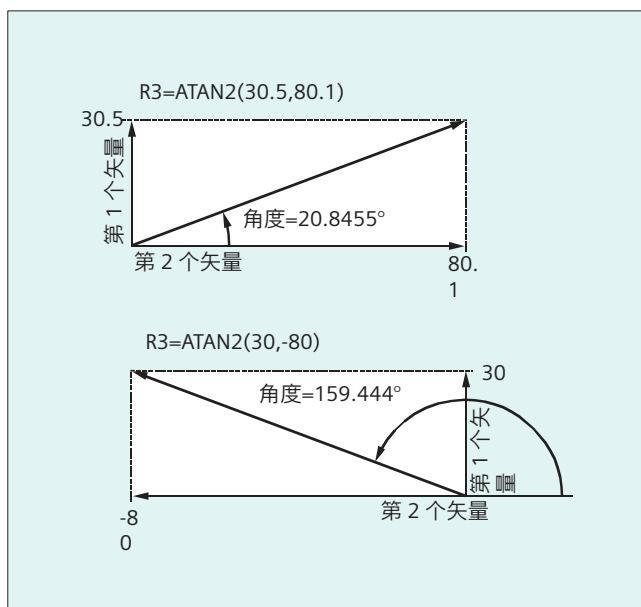 R3=ATAN2(30.5,80.1)
30.5
第 1 个矢量
角度=20.8455°
第 2 个矢量
80.
1
R3=ATAN2(30,-80)
30
角度=159.444°
第 1 个矢
量
第 2 个矢量
-8
0